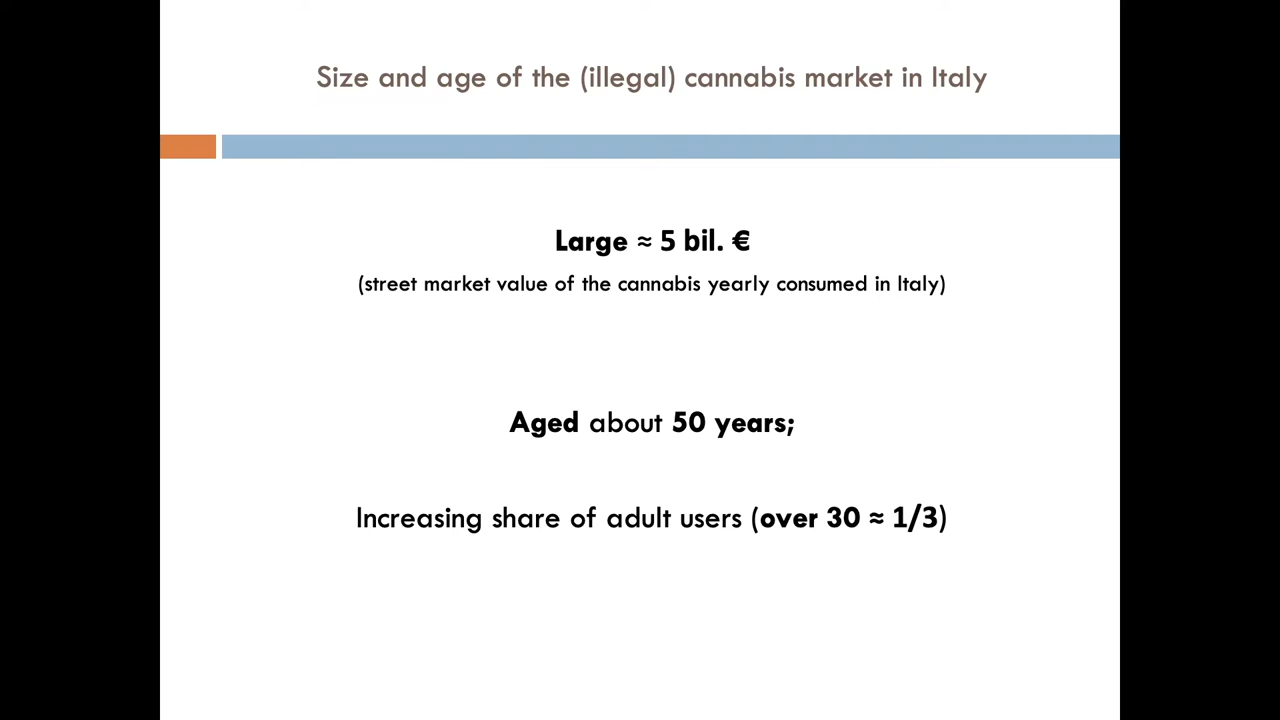 Size and age of the (illegal) cannabis market in Italy
Large ≈ 5 bil. €
(street market value of the cannabis yearly consumed in Italy)
Aged about 50 years;
Increasing share of adult users (over 30 ≈ 1/3)